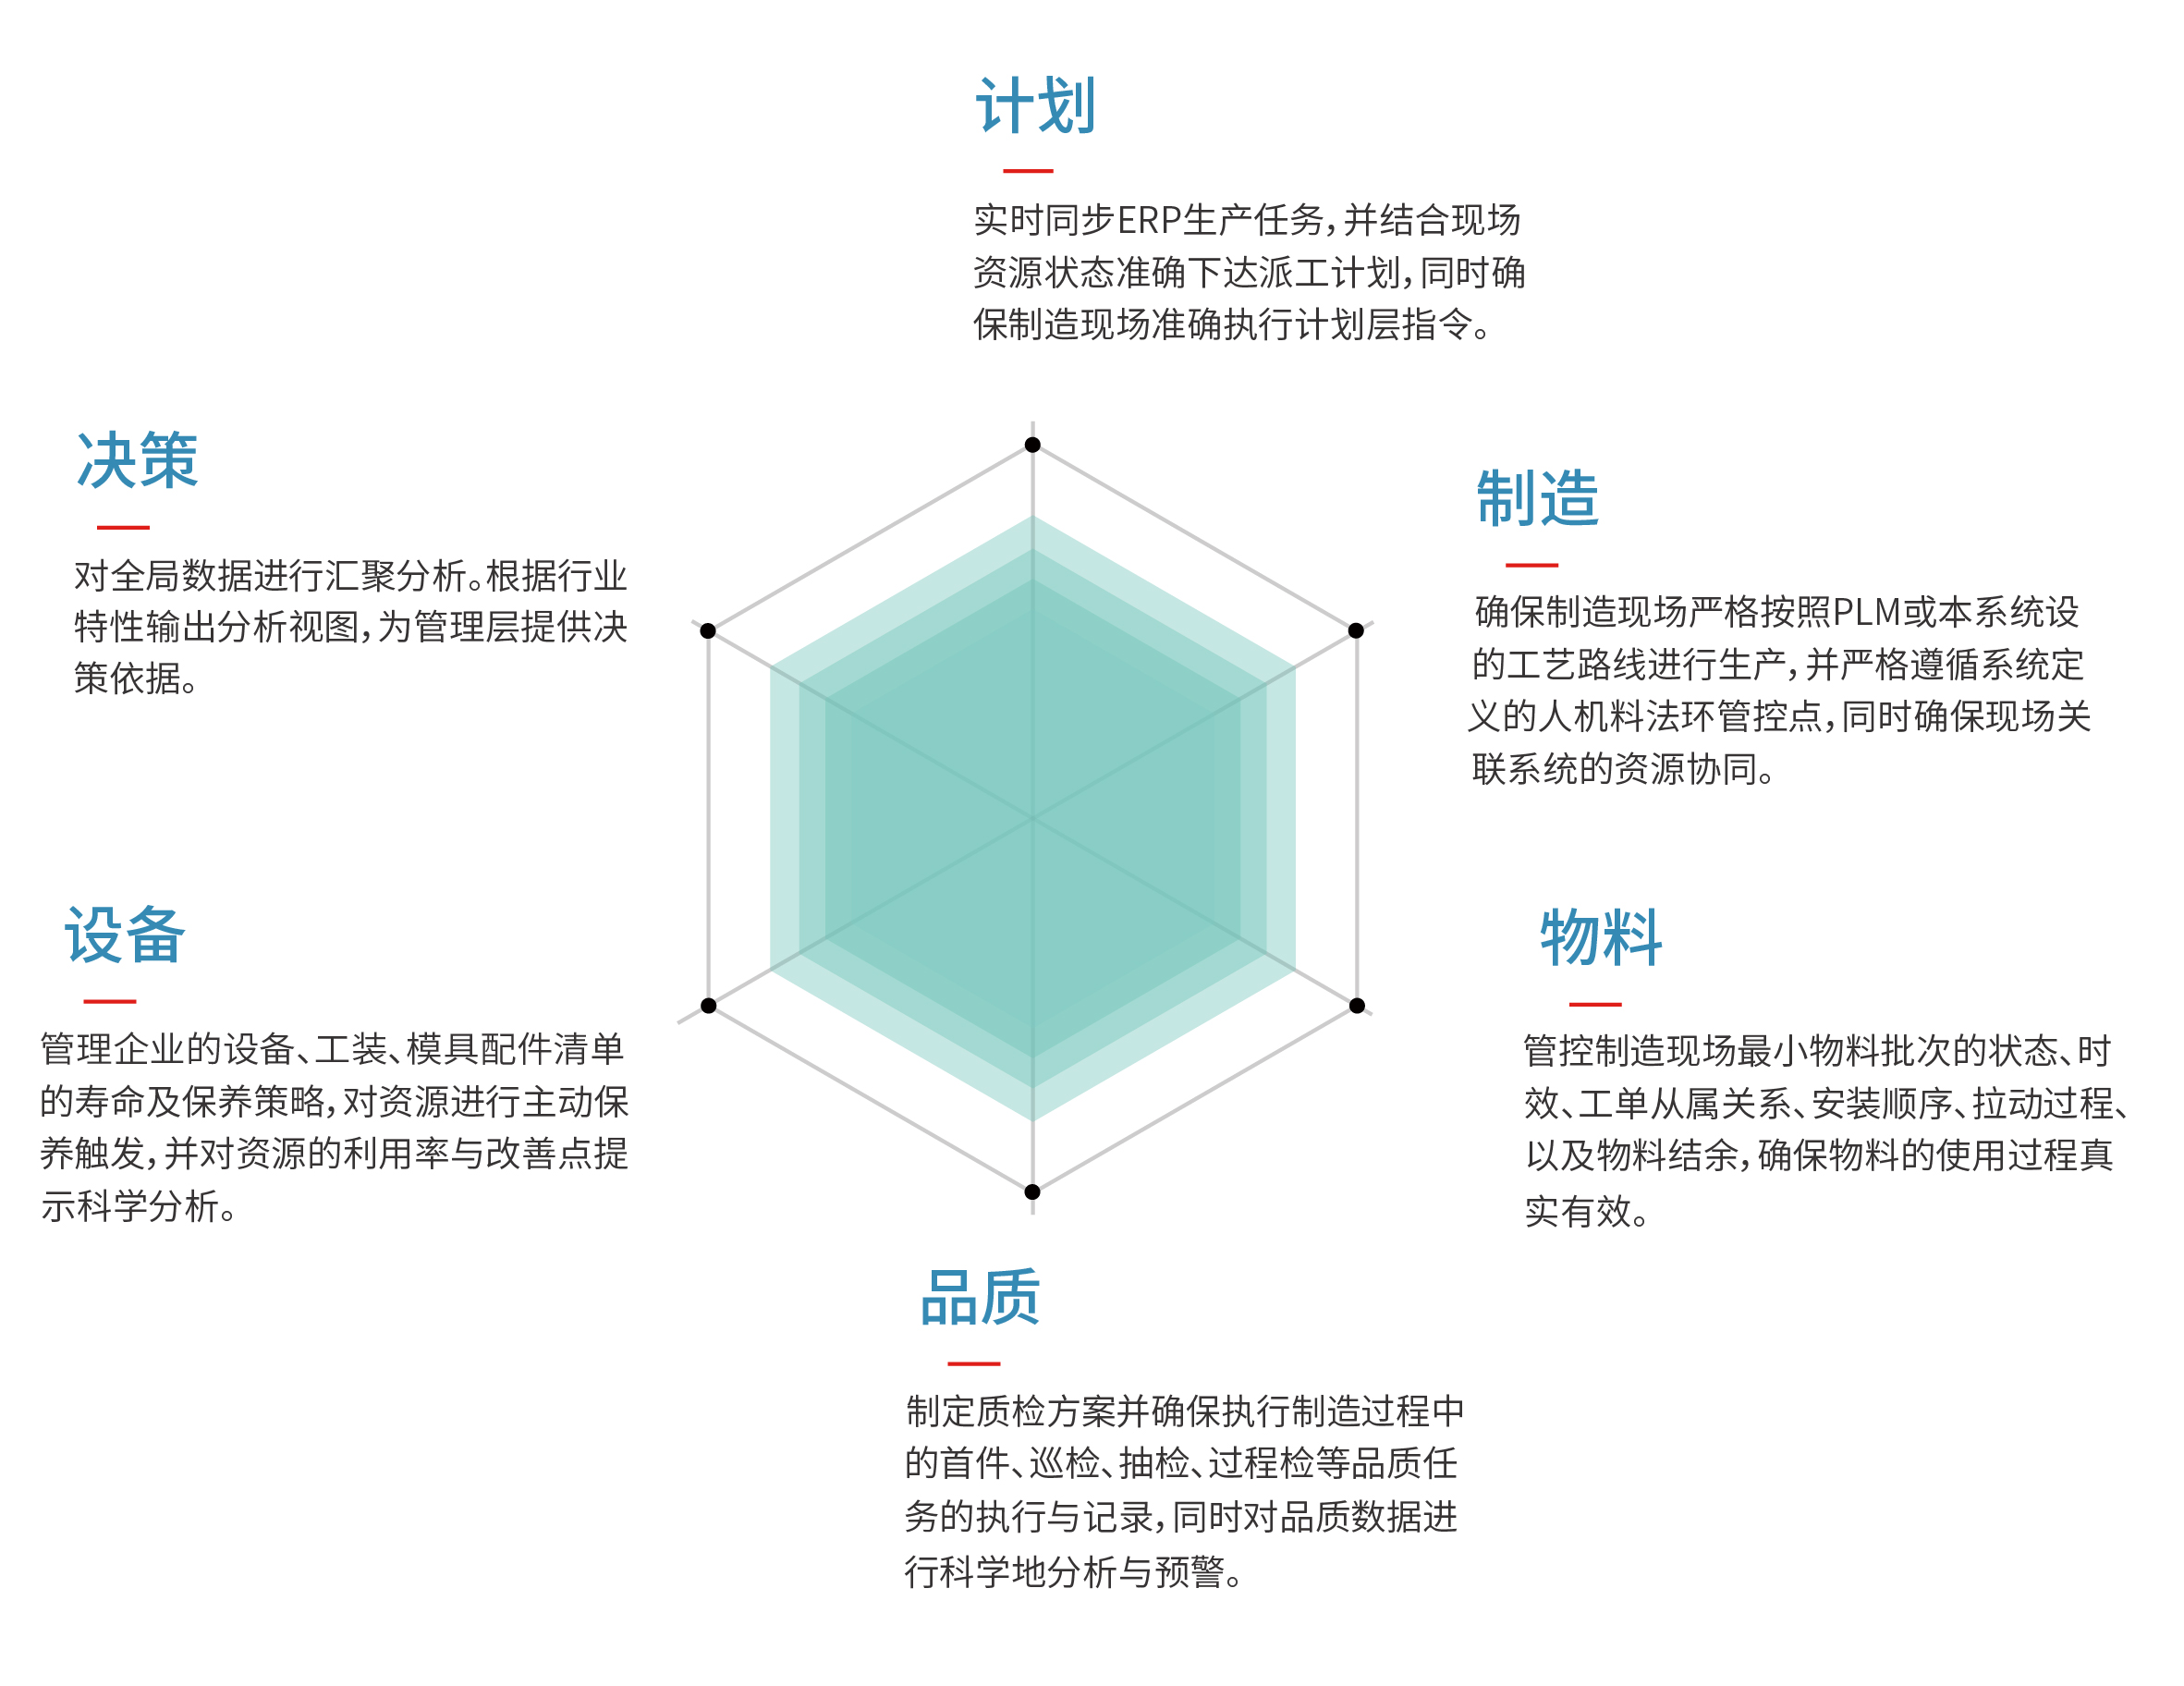 计划
实时同步ERP生产任务，并结合现场
资源状态准确下达派工计划，同时确
保制造现场准确执行计划层指令。
决策
对全局数据进行汇聚分析。根据行业
特性输出分析视图，为管理层提供决
策依据。
制造
确保制造现场严格按照PLM或本系统设
的工艺路线进行生产，并严格遵循系统定
义的人机料法环管控点，同时确保现场关
联系统的资源协同。
设备
管理企业的设备、工装、模具配件清单
的寿命及保养策略，对资源进行主动保
养触发，并对资源的利用率与改善点提
示科学分析。
物料
管控制造现场最小物料批次的状态、时
效、工单从属关系、安装顺序、拉动过程、
以及物料结余，确保物料的使用过程真
实有效。
品质
制定质检方案并确保执行制造过程中
的首件、巡检、抽检、过程检等品质任
务的执行与记录，同时对品质数据进
行科学地分析与预警。